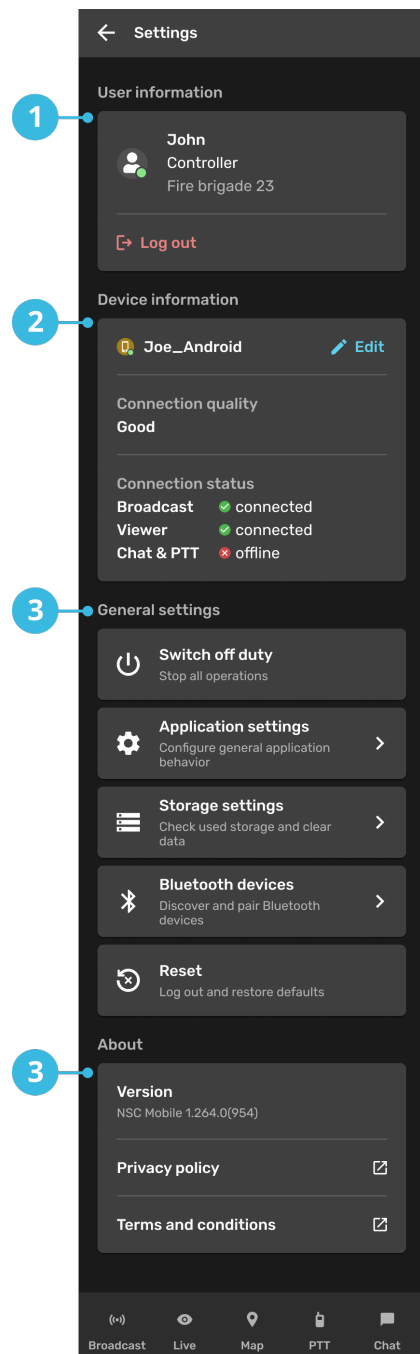 Settings
User information
1
John
Controller
Fire brigade 23
Log out
Device information
2
Joe_Android
Edit
Connection quality
Good
Connection status
Broadcast connected
Viewer connected
Chat & PTT offline
3
General settings
Switch off duty
Stop all operations
Application settings
Configure general application
behavior
Storage settings
Check used storage and clear
data
Bluetooth devices
Discover and pair Bluetooth
devices
Reset
Log out and restore defaults
About
3
Version
NSC Mobile 1.264.0(954)
Privacy policy
Terms and conditions
Broadcast Live Map PTT Chat